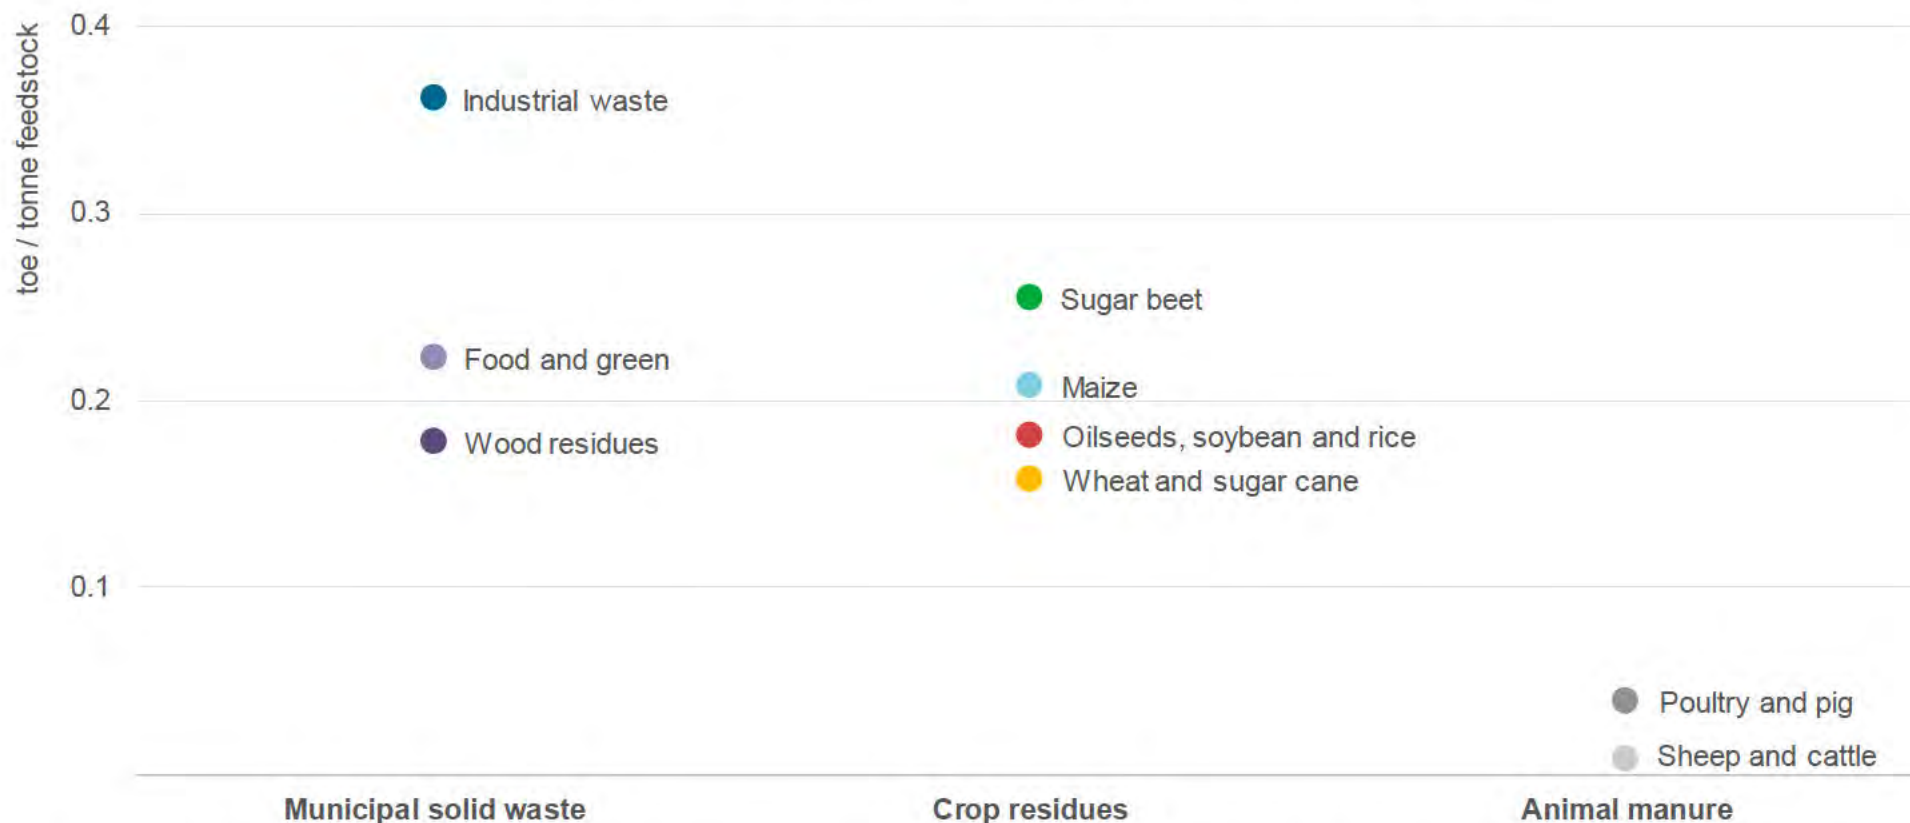 toe / tonne feedstock
0.4
Industrial waste
0.3
Sugar beet
Food and green
Maize
0.2
Oilseeds, soybean and rice
Wood residues
Wheat and sugar cane
0.1
Poultry and pig
Sheep and cattle
Municipal solid waste
Crop residues
Animal manure